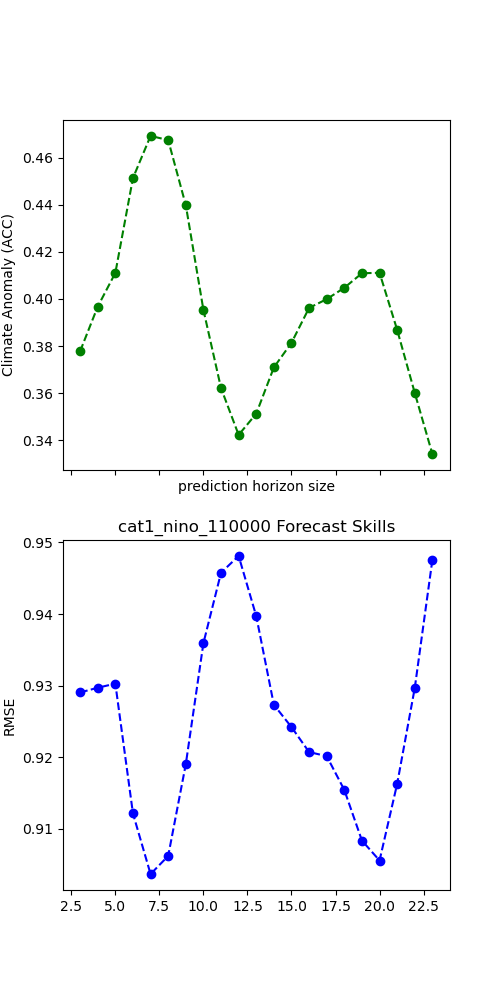 0.46
0.44
0.42
0.40
0.38
0.36
0.34
Climate Anomaly (ACC)
prediction horizon size
cat1_nino_110000 Forecast Skills
0.95
0.94
0.93
0.92
0.91
RMSE
2.5 5.0 7.5 10.0 12.5 15.0 17.5 20.0 22.5